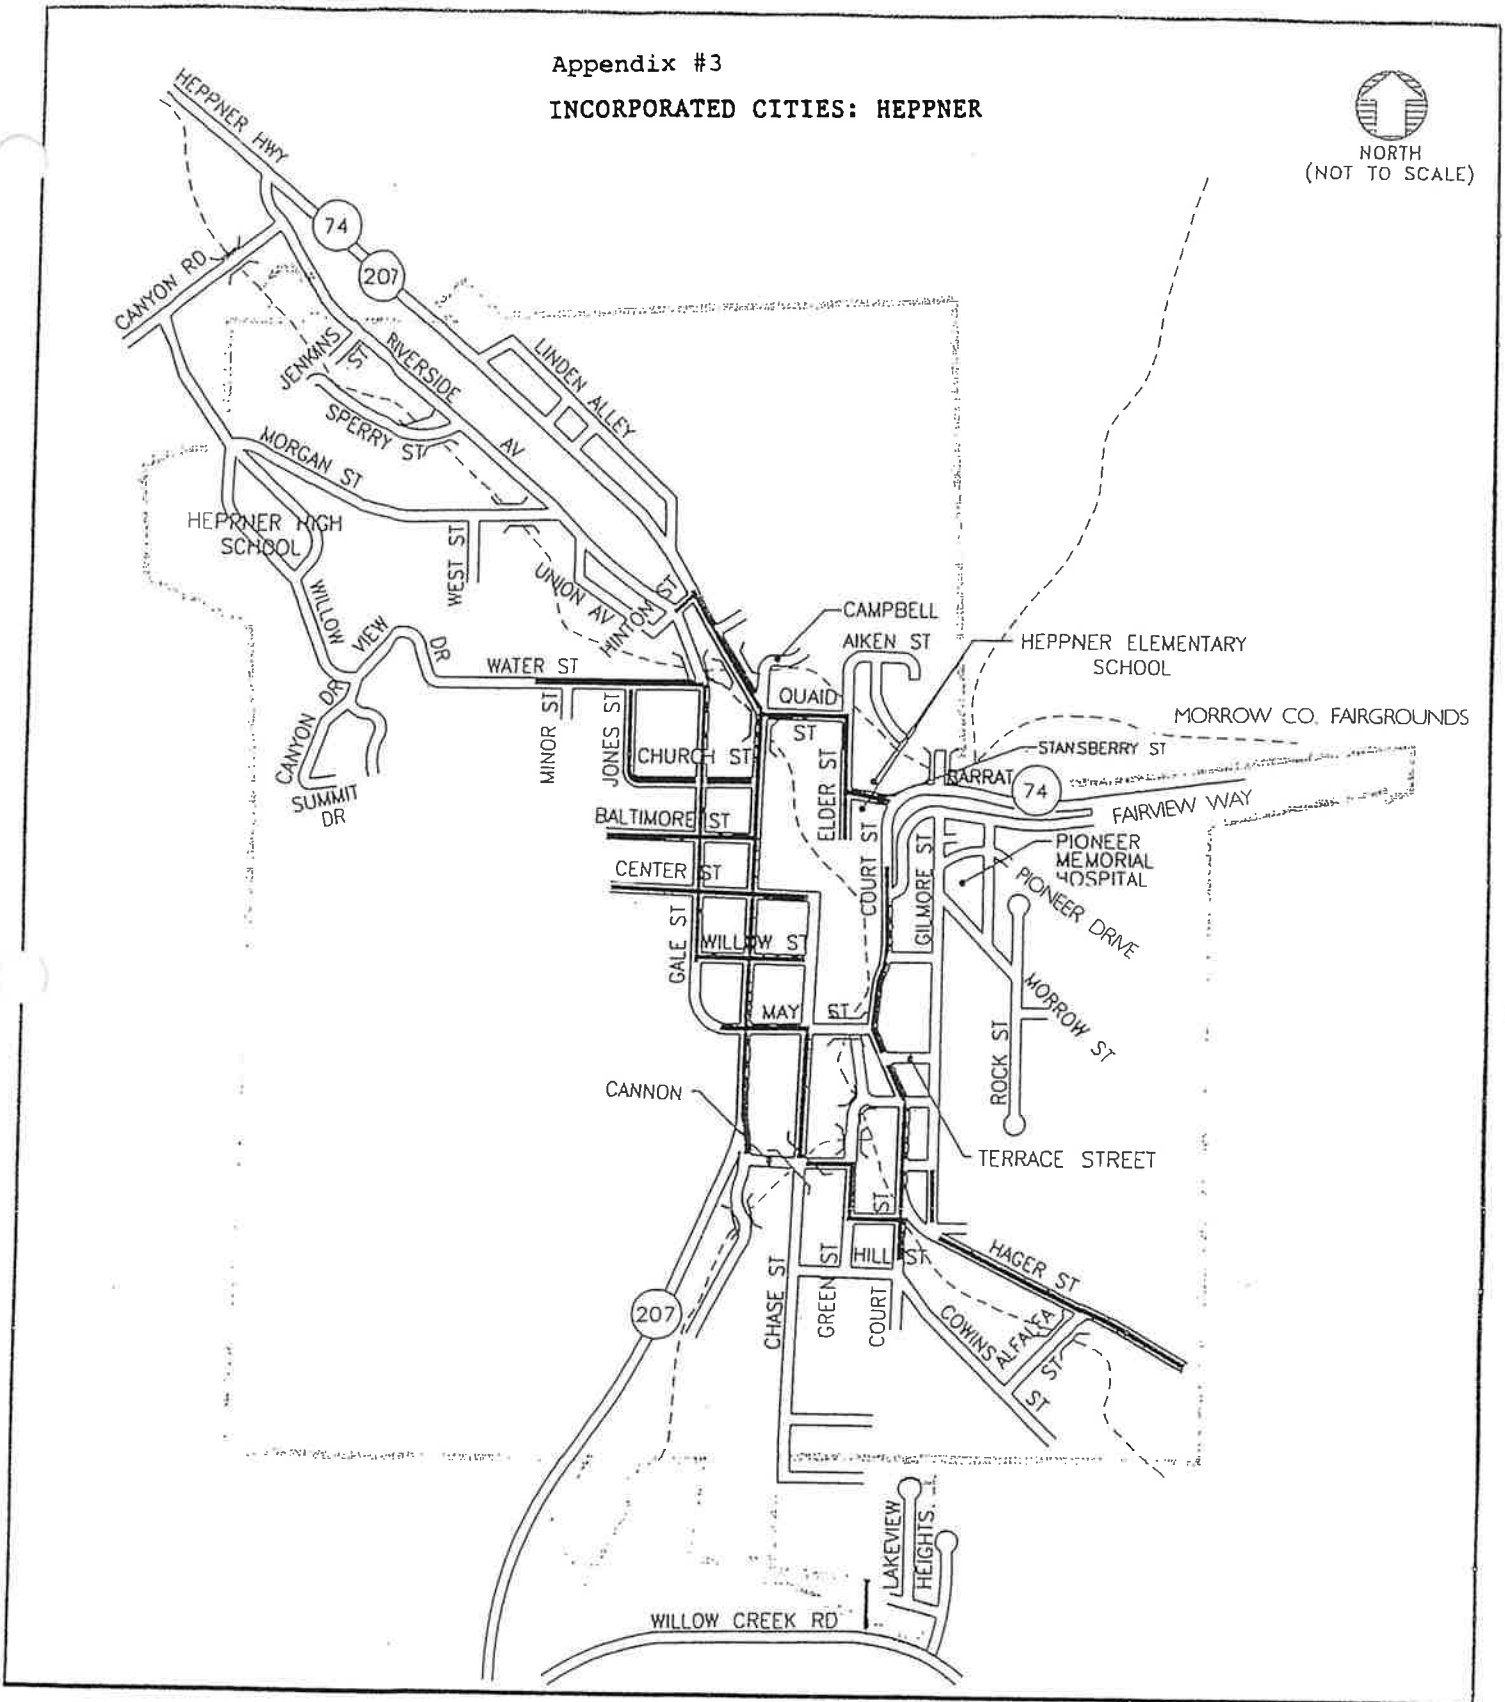 Appendix #3
INCORPORATED CITIES: HEPPNER
NORTH
(NOT TO SCALE)
HEPPNER HWY
74
207
CANYON RD
LINDEN ALLEY
JENKINS
ST
RIVERSIDE
AV
SPERRY ST
MORGAN ST
HEPPNER HIGH
SCHOOL
WEST ST
UNION AV
HINTON ST
WILLOW
VIEW
DR
CAMPBELL
AIKEN ST
HEPPNER ELEMENTARY
SCHOOL
WATER ST
QUAID
ST
MORROW CO. FAIRGROUNDS
CANYON DR
MINOR ST
JONES ST
CHURCH ST
ELDER ST
STANSBERRY ST
BARRAT
74
FAIRVIEW WAY
SUMMIT
DR
BALTIMORE ST
COURT ST
GILMORE ST
PIONEER
MEMORIAL
HOSPITAL
CENTER ST
PIONEER DRIVE
GALE ST
WILLOW ST
MORROW ST
MAY ST
ROCK ST
CANNON
TERRACE STREET
ST
HILL ST
HAGER ST
CHASE ST
GREEN ST
COURT
207
COWINS
ST
ALFALFA
ST
LAKEVIEW
HEIGHTS.
WILLOW CREEK RD